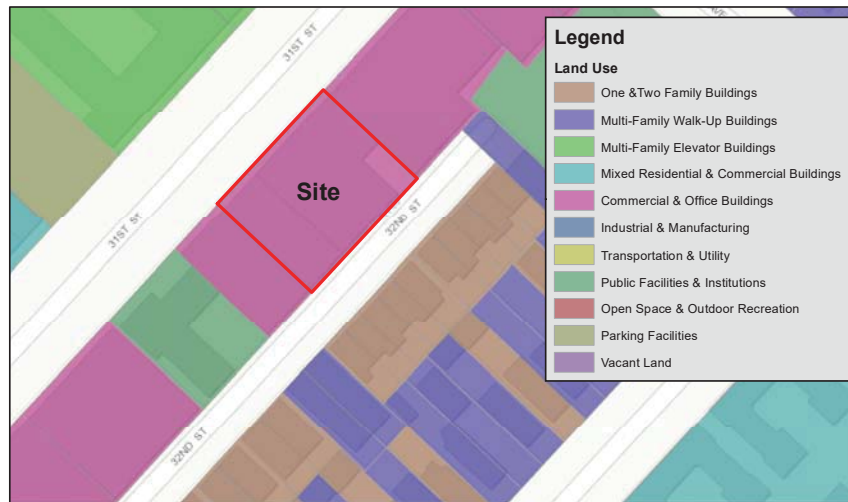 31ST ST
Legend
Land Use
One &Two Family Buildings
Multi-Family Walk-Up Buildings
Multi-Family Elevator Buildings
Mixed Residential & Commercial Buildings
Commercial & Office Buildings
Industrial & Manufacturing
Transportation & Utility
Public Facilities & Institutions
Open Space & Outdoor Recreation
Parking Facilities
Vacant Land
Site
31ST ST
32ND ST
32ND ST